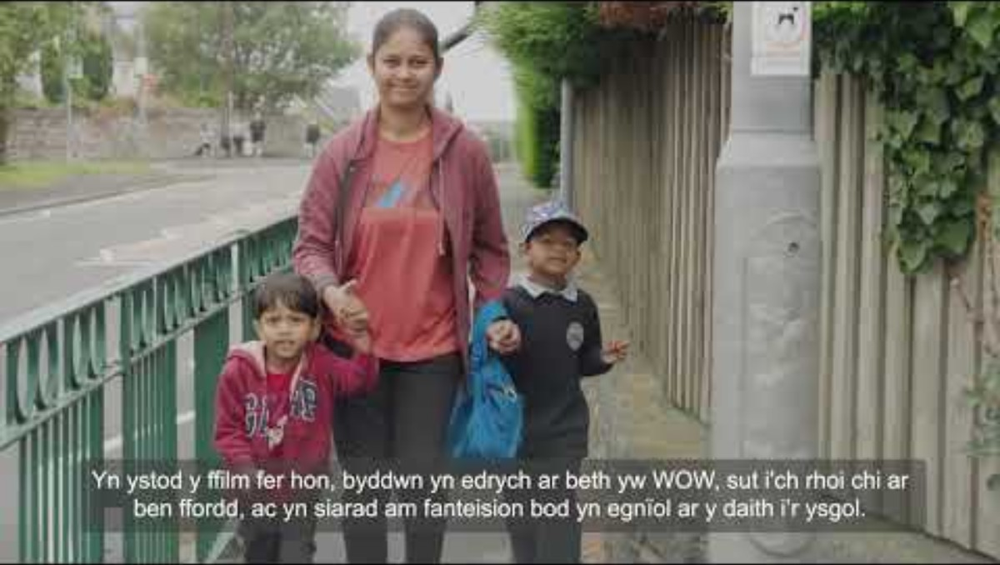 Yn ystod y ffilm fer hon, byddwn yn edrych ar beth yw WOW, sut i'ch rhoi chi ar
ben ffordd, ac yn siarad am fanteision bod yn egnïol ar y daith i'r ysgol.